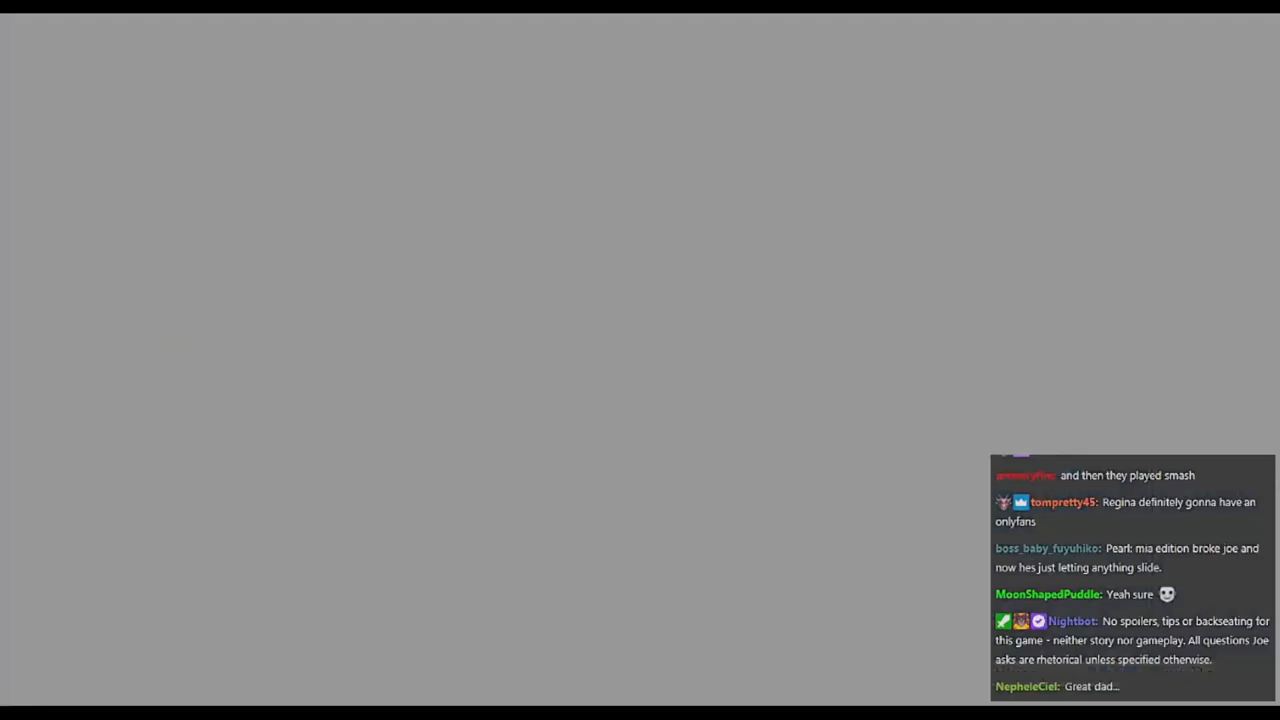 and then they played smash
tompretty45: Regina definitely gonna have an
onlyfans
boss_baby_fuyuhiko: Pearl: mia edition broke joe and
now hes just letting anything slide.
MoonShapedPuddle: Yeah sure
Nightbot: No spoilers, tips or backseating for
this game - neither story nor gameplay. All questions Joe
asks are rhetorical unless specified otherwise.
NepheleCiel: Great dad...